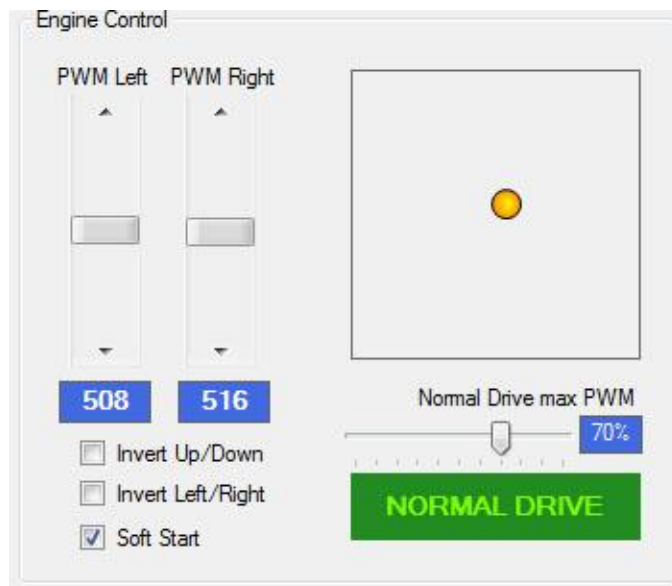 Engine Control
PWM Left PWM Right
508 516
Normal Drive max PWM
70%
Invert Up/Down
Invert Left/Right
Soft Start
NORMAL DRIVE